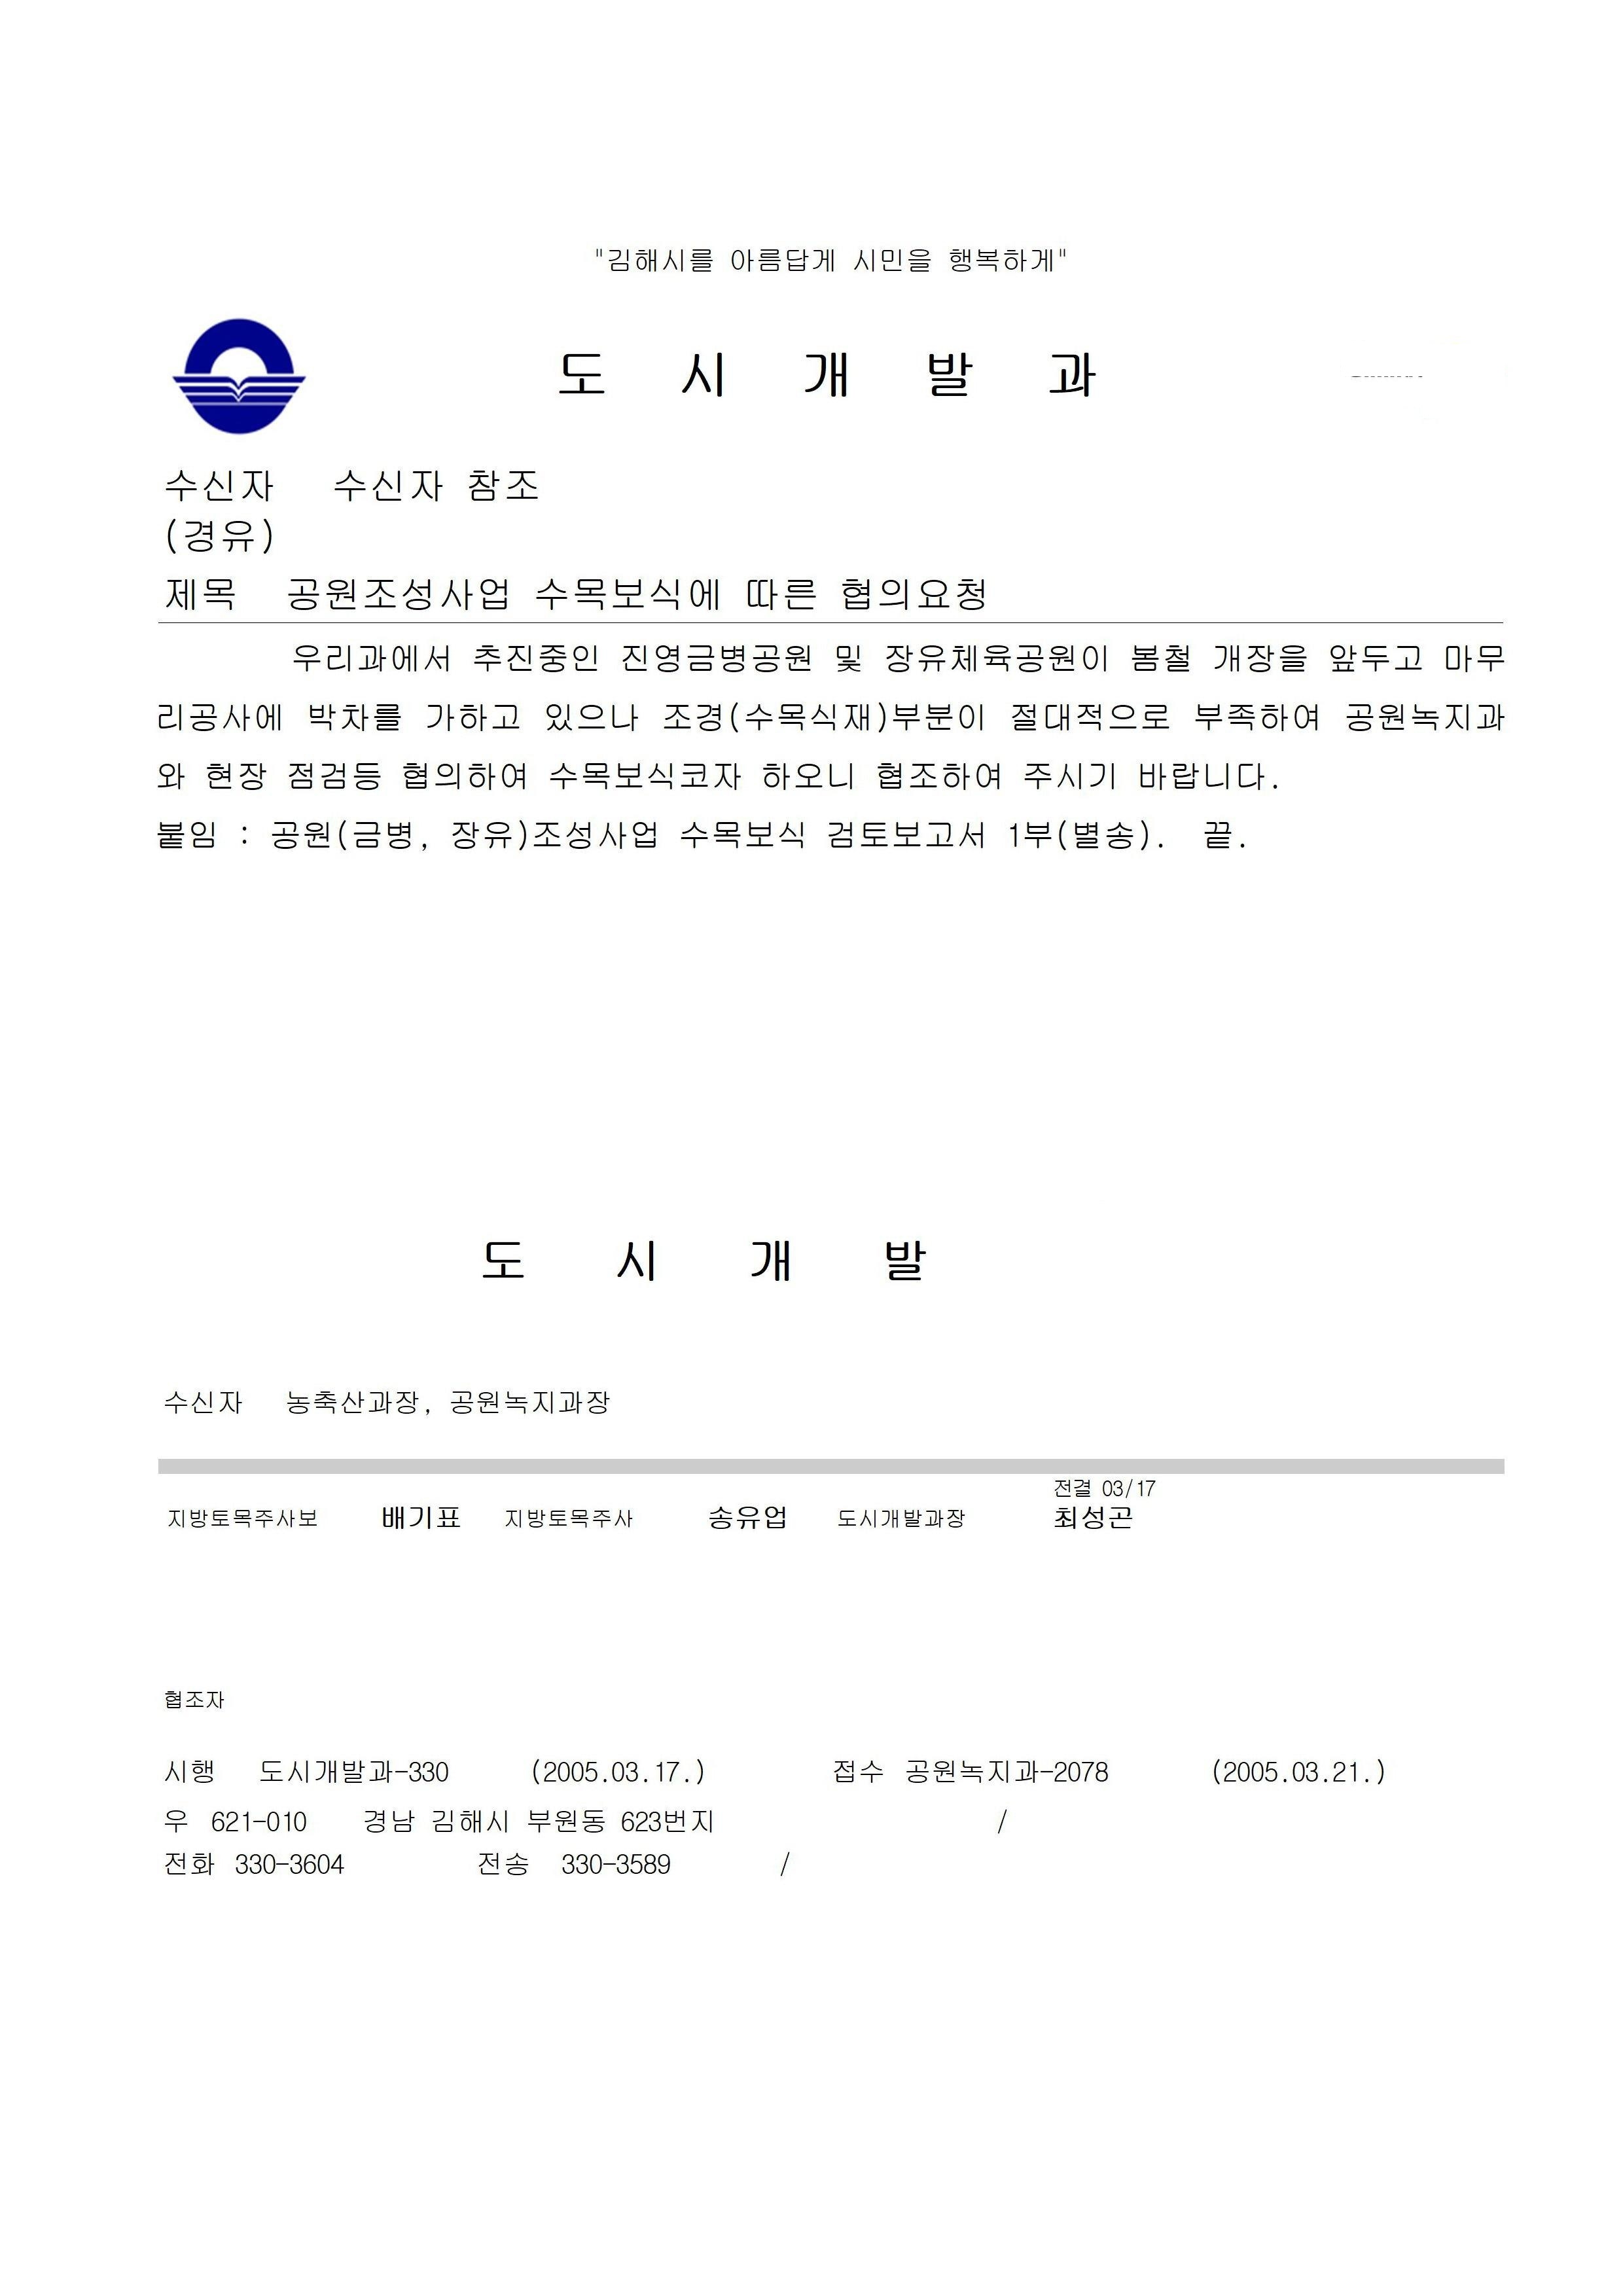 "김해시를 아름답게 시민을 행복하게"
도 시 개 발 과
수신자 수신자 참조
(경유)
제목 공원조성사업 수목보식에 따른 협의요청
우리과에서 추진중인 진영금병공원 및 장유체육공원이 봄철 개장을 앞두고 마무
리공사에 박차를 가하고 있으나 조경(수목식재)부분이 절대적으로 부족하여 공원녹지과
와 현장 점검등 협의하여 수목보식코자 하오니 협조하여 주시기 바랍니다.
붙임 : 공원(금병, 장유)조성사업 수목보식 검토보고서 1부(별송). 끝.
도 시 개 발
수신자 농축산과장, 공원녹지과장
전결 03/17
지방토목주사보 배기표 지방토목주사 송유업 도시개발과장 최성곤
협조자
시행 도시개발과-330 (2005.03.17.) 접수 공원녹지과-2078 (2005.03.21.)
우 621-010 경남 김해시 부원동 623번지 /
전화 330-3604 전송 330-3589 /